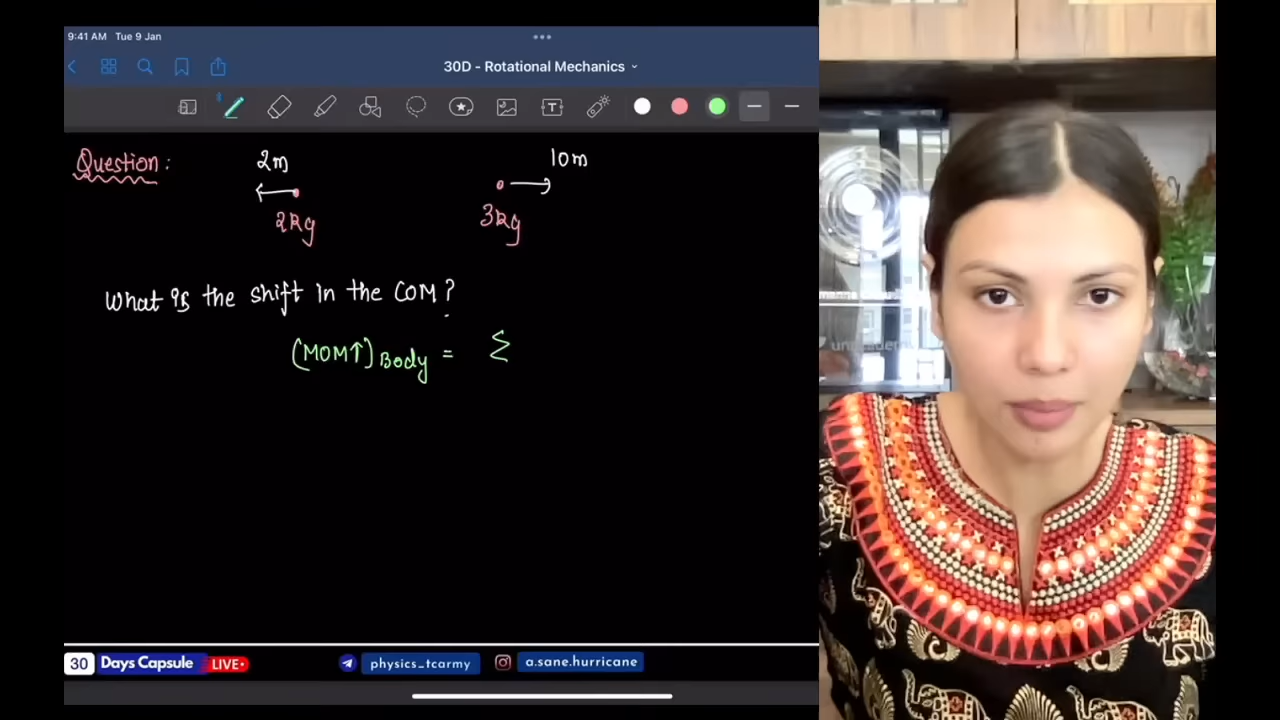 9:41 AM Tue 9 Jan
30D - Rotational Mechanics
Question:
2m
10m
2kg
3kg
What is the shift in the COM?
(MOM↑)Body = Σ
30 Days Capsule LIVE
physics_tcarmy
a.sane.hurricane